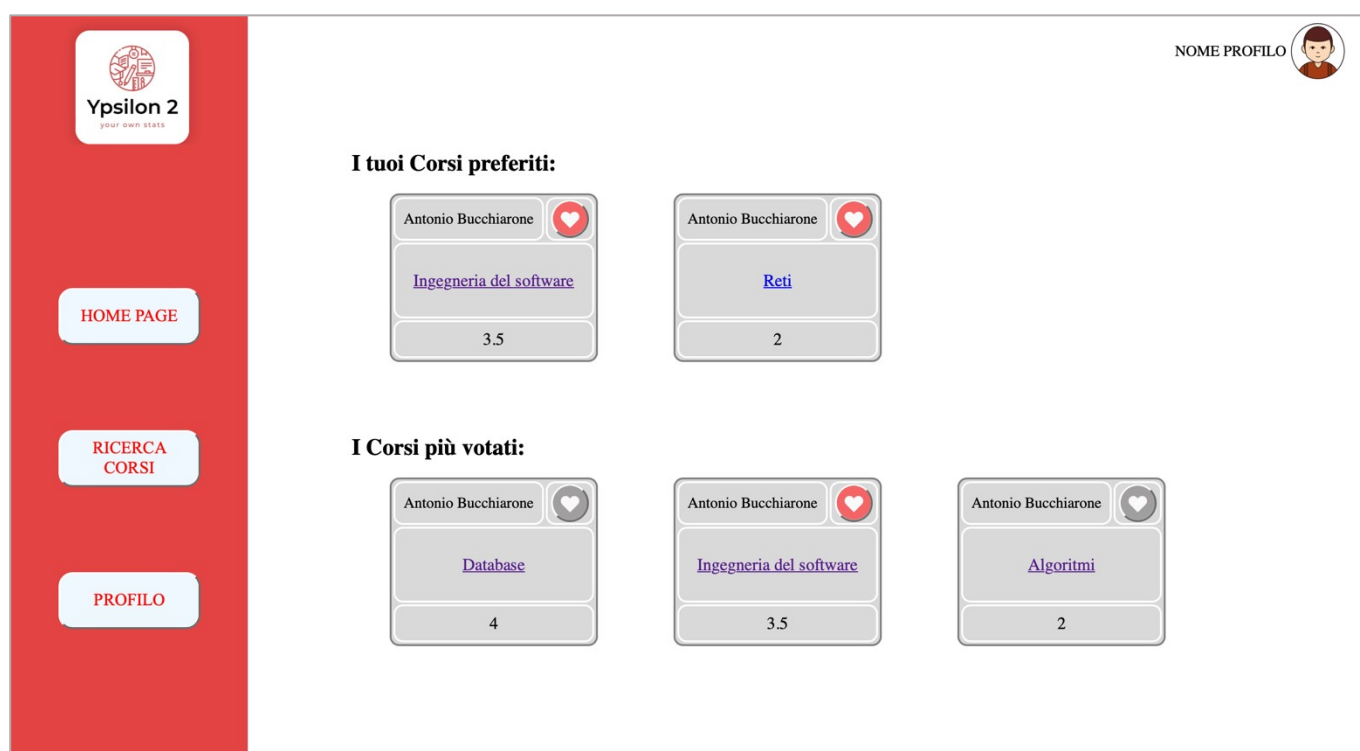 Ypsilon 2
your own stats
NOME PROFILO
I tuoi Corsi preferiti:
Antonio Bucchiarone
Antonio Bucchiarone
Ingegneria del software
Reti
3.5
2
HOME PAGE
I Corsi più votati:
RICERCA
CORSI
Antonio Bucchiarone
Antonio Bucchiarone
Antonio Bucchiarone
Database
Ingegneria del software
Algoritmi
PROFILO
4
3.5
2